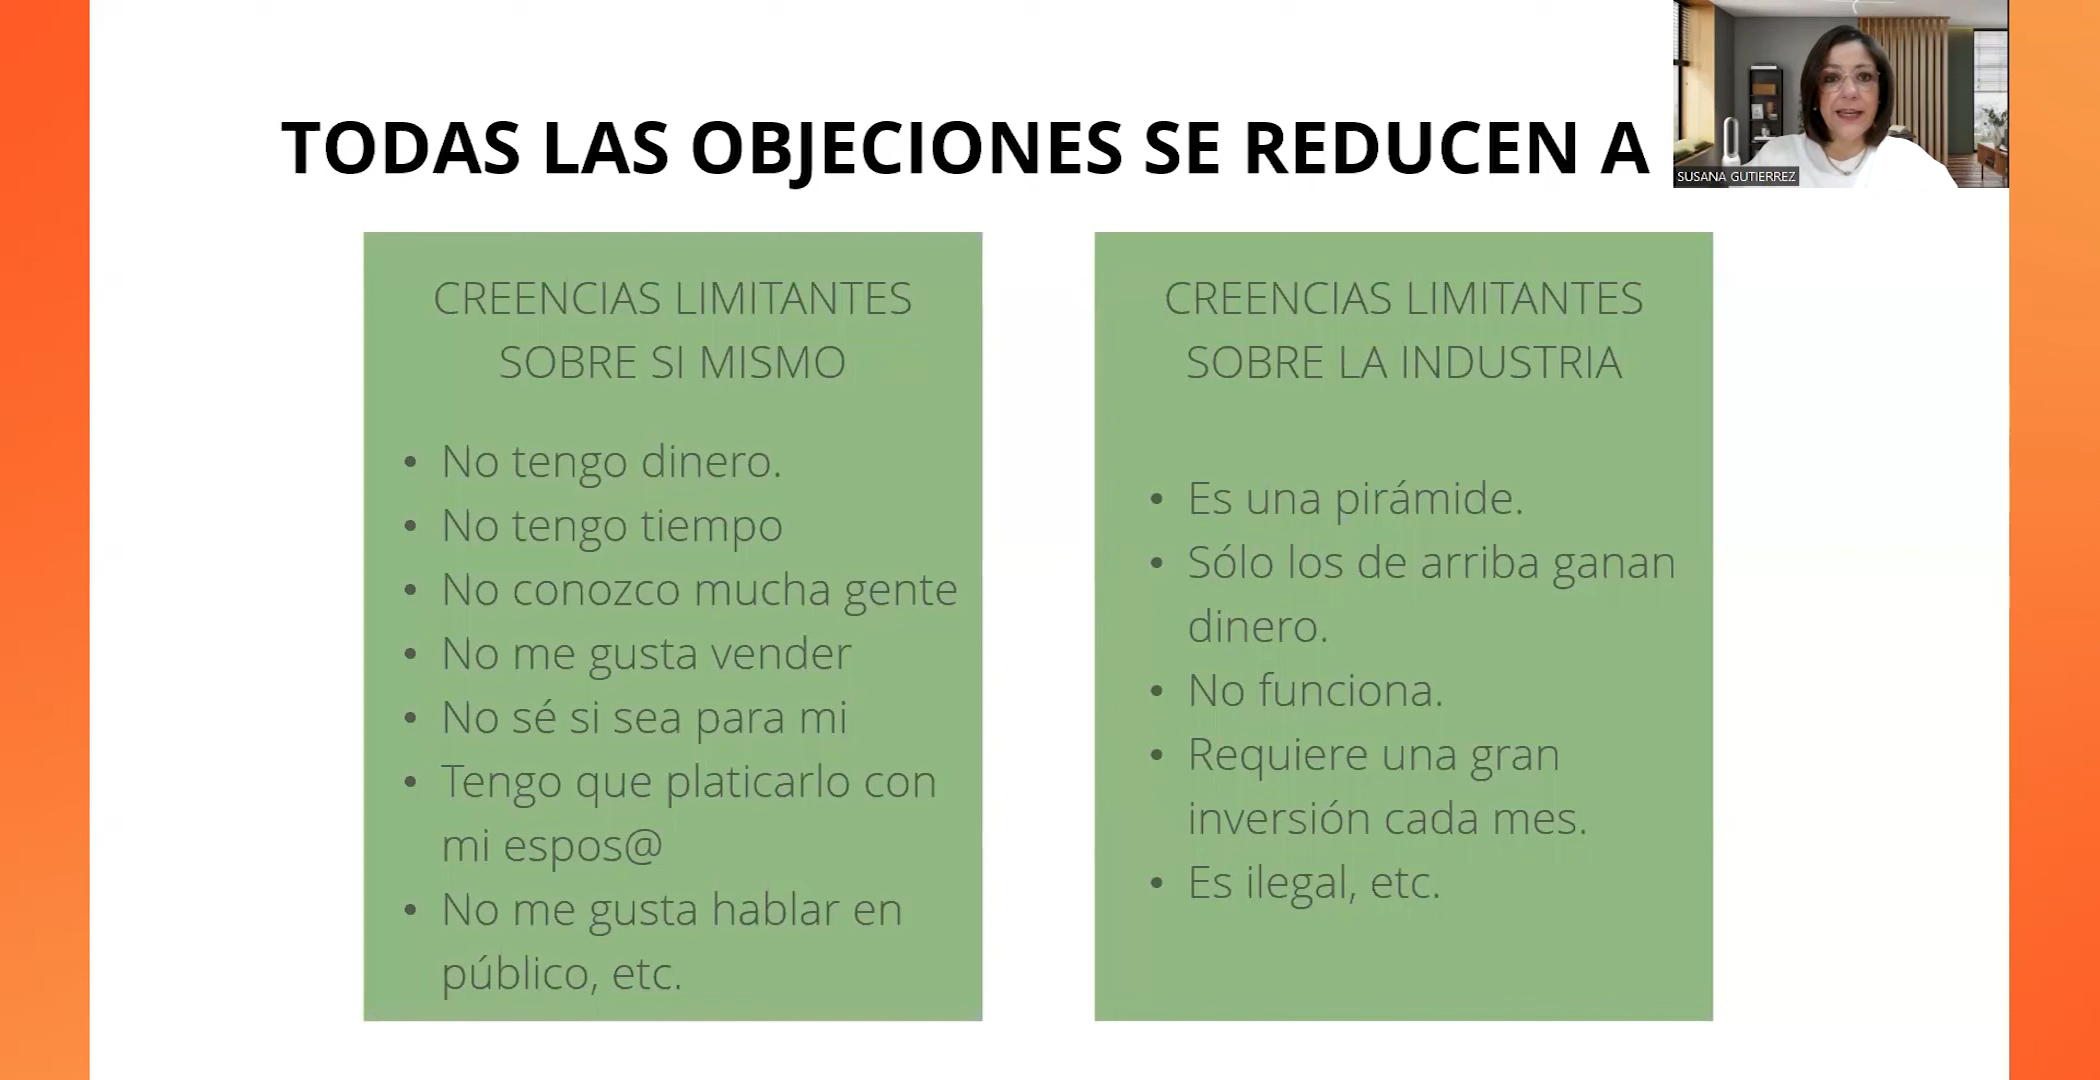 TODAS LAS OBJECIONES SE REDUCEN A
SUSANA GUTIERREZ
CREENCIAS LIMITANTES
SOBRE SI MISMO
• No tengo dinero.
• No tengo tiempo
• No conozco mucha gente
• No me gusta vender
• No sé si sea para mi
• Tengo que platicarlo con
mi espos@
• No me gusta hablar en
público, etc.
CREENCIAS LIMITANTES
SOBRE LA INDUSTRIA
• Es una pirámide.
• Sólo los de arriba ganan
dinero.
• No funciona.
• Requiere una gran
inversión cada mes.
• Es ilegal, etc.